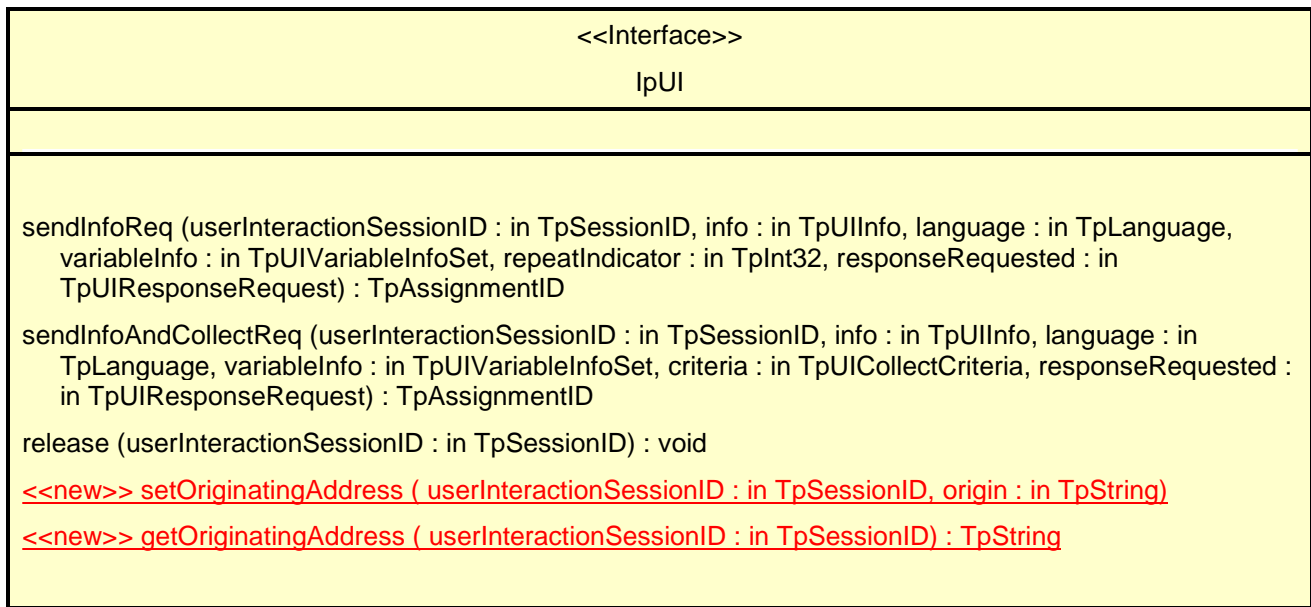 <<Interface>>
IpUI
sendInfoReq (userInteractionSessionID : in TpSessionID, info : in TpUIInfo, language : in TpLanguage,
variableInfo : in TpUIVariableInfoSet, repeatIndicator : in TpInt32, responseRequested : in
TpUIResponseRequest) : TpAssignmentID
sendInfoAndCollectReq (userInteractionSessionID : in TpSessionID, info : in TpUIInfo, language : in
TpLanguage, variableInfo : in TpUIVariableInfoSet, criteria : in TpUICollectCriteria, responseRequested :
in TpUIResponseRequest) : TpAssignmentID
release (userInteractionSessionID : in TpSessionID) : void
<<new>> setOriginatingAddress ( userInteractionSessionID : in TpSessionID, origin : in TpString)
<<new>> getOriginatingAddress ( userInteractionSessionID : in TpSessionID) : TpString